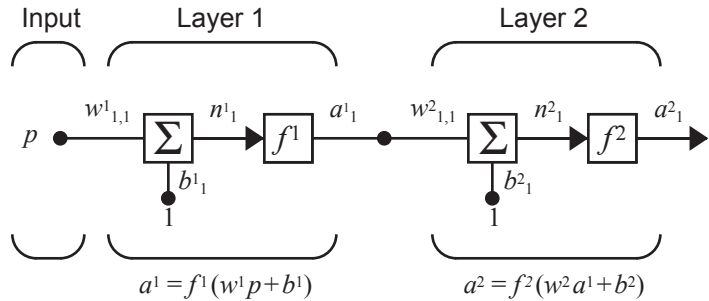 Input Layer 1 Layer 2
p w¹₁,₁ Σ n¹₁ f¹ a¹₁ w²₁,₁ Σ n²₁ f² a²₁
b¹₁ b²₁
1 1
a¹ = f¹(w¹p + b¹) a² = f²(w²a¹ + b²)